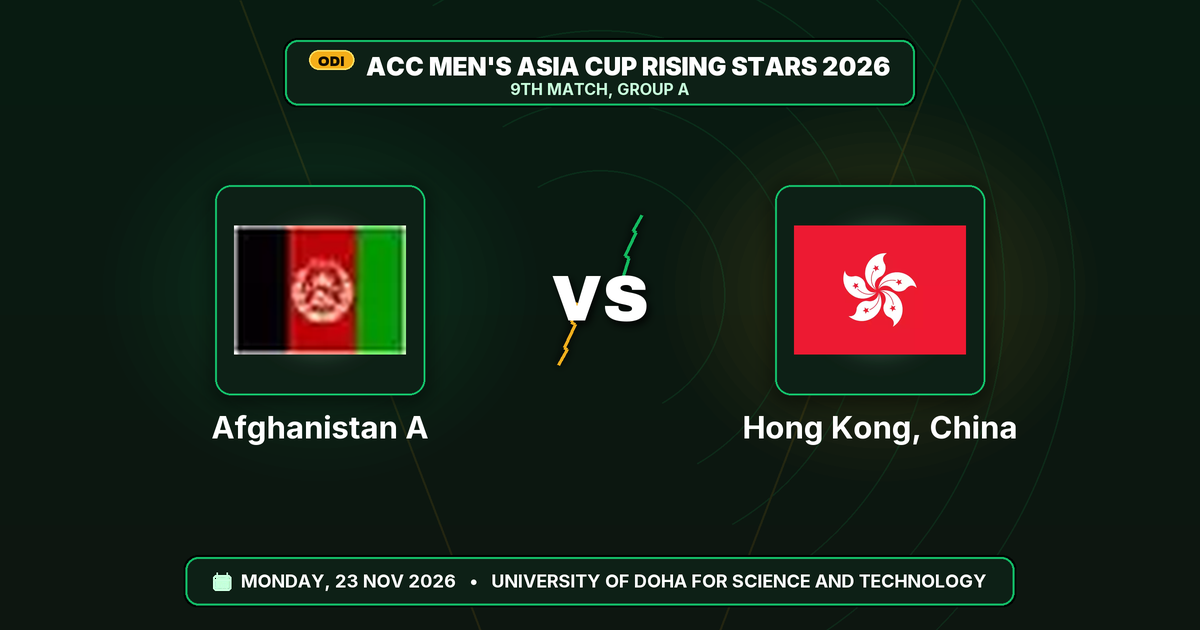 ODI ACC MEN'S ASIA CUP RISING STARS 2026
9TH MATCH, GROUP A
VS
Afghanistan A
Hong Kong, China
MONDAY, 23 NOV 2026 • UNIVERSITY OF DOHA FOR SCIENCE AND TECHNOLOGY